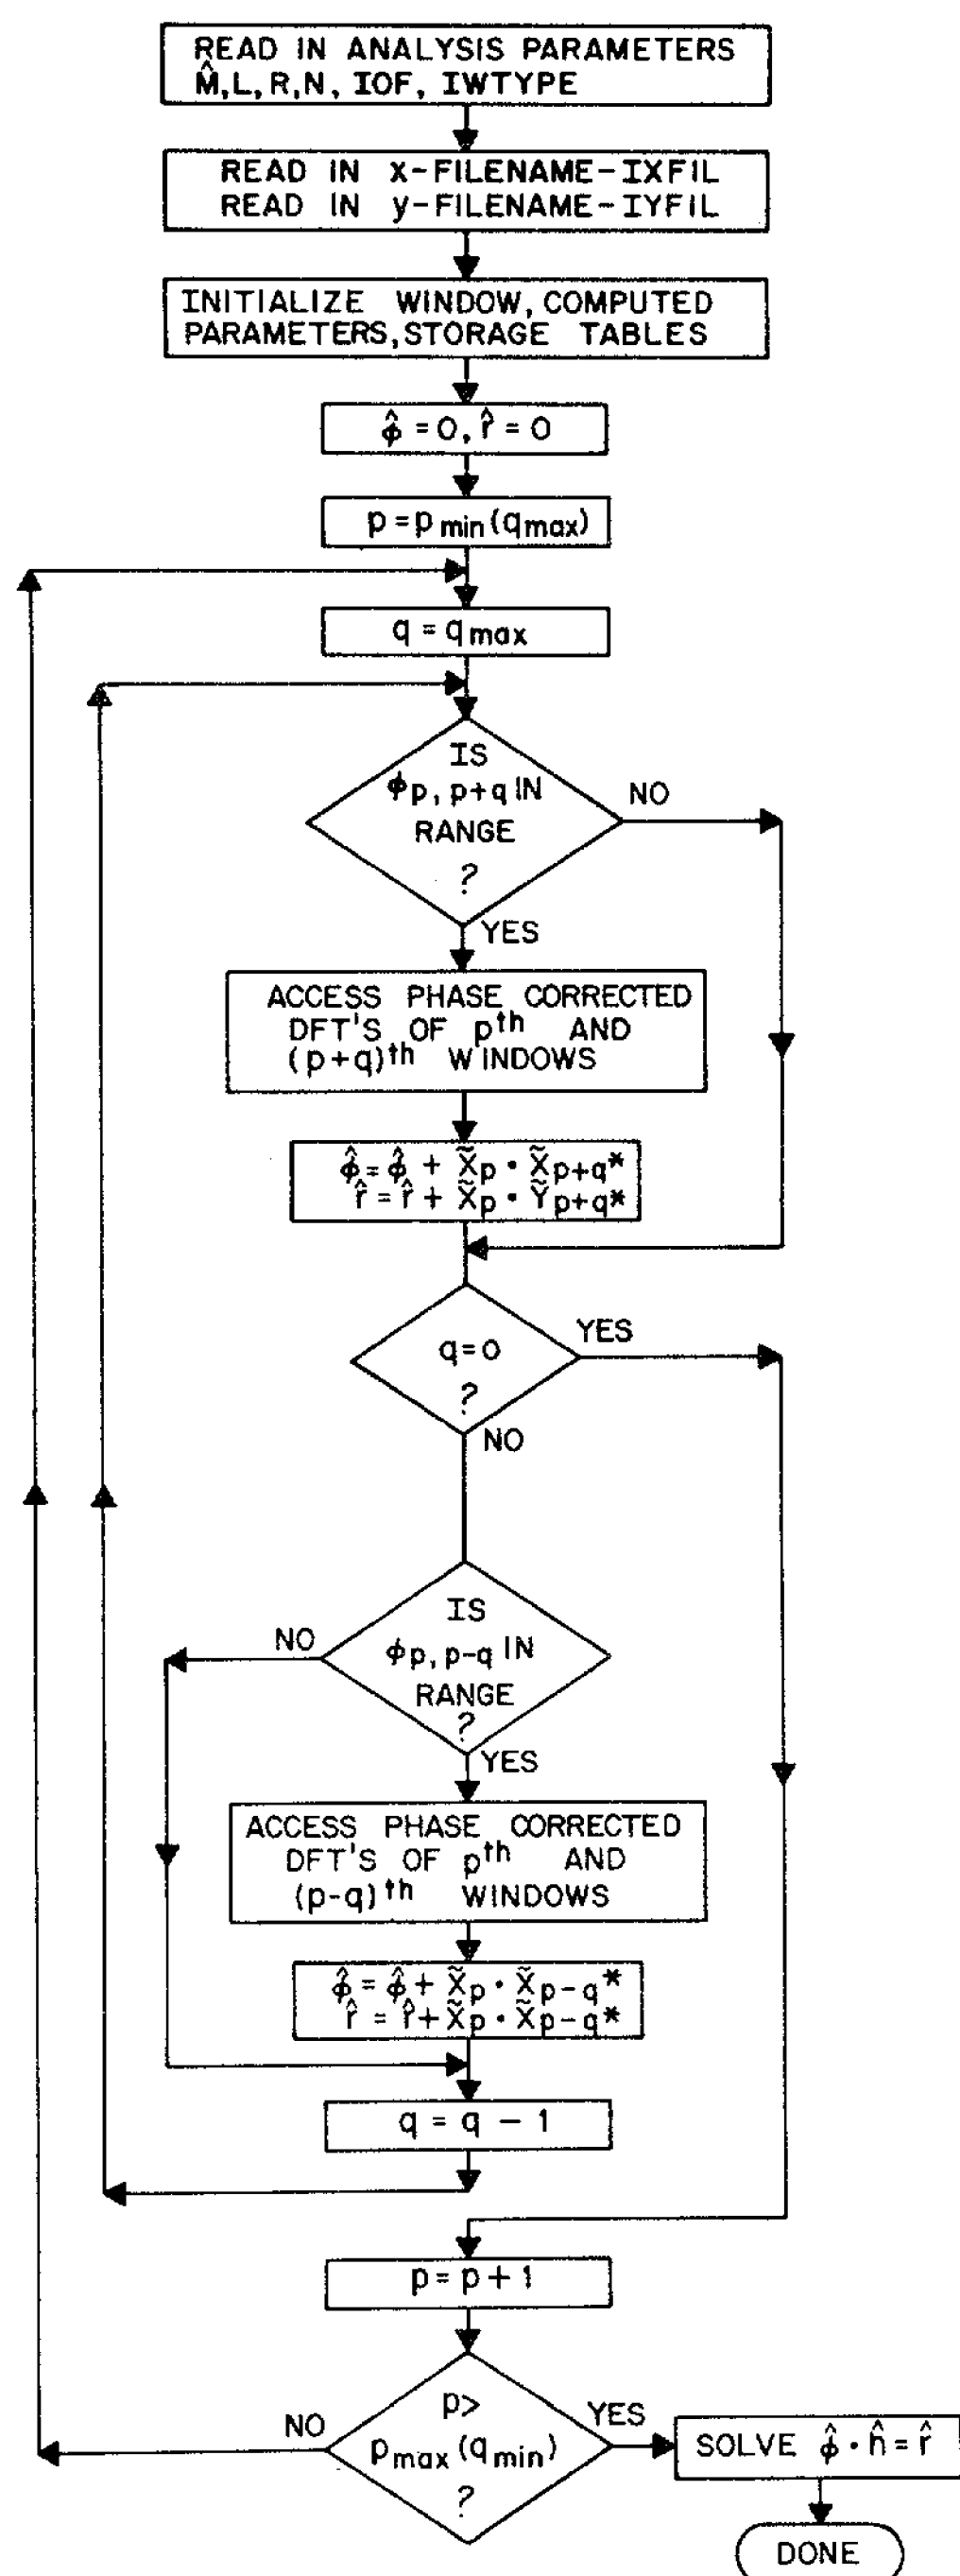 READ IN ANALYSIS PARAMETERS
M̂, L, R, N, IOF, IWTYPE
READ IN x-FILENAME-IXFIL
READ IN y-FILENAME-IYFIL
INITIALIZE WINDOW, COMPUTED
PARAMETERS, STORAGE TABLES
ϕ̂ = 0, r̂ = 0
p = p min (q max)
q = q max
IS
ϕ p, p+q IN
RANGE
?
NO
YES
ACCESS PHASE CORRECTED
DFT'S OF pth AND
(p+q)th WINDOWS
ϕ̂ = ϕ̂ + X̃p · X̃p+q*
r̂ = r̂ + X̃p · Ỹp+q*
q=0
?
YES
NO
IS
ϕ p, p-q IN
RANGE
?
NO
YES
ACCESS PHASE CORRECTED
DFT'S OF pth AND
(p-q)th WINDOWS
ϕ̂ = ϕ̂ + X̃p · X̃p-q*
r̂ = r̂ + X̃p · X̃p-q*
q = q - 1
p = p + 1
p>
p max (q min)
?
NO
YES
SOLVE ϕ̂ · ĥ = r̂
DONE